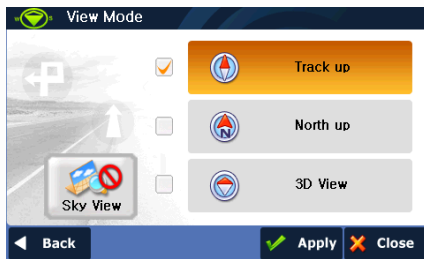 View Mode
Track up
N
North up
3D View
Sky View
Back
Apply
Close